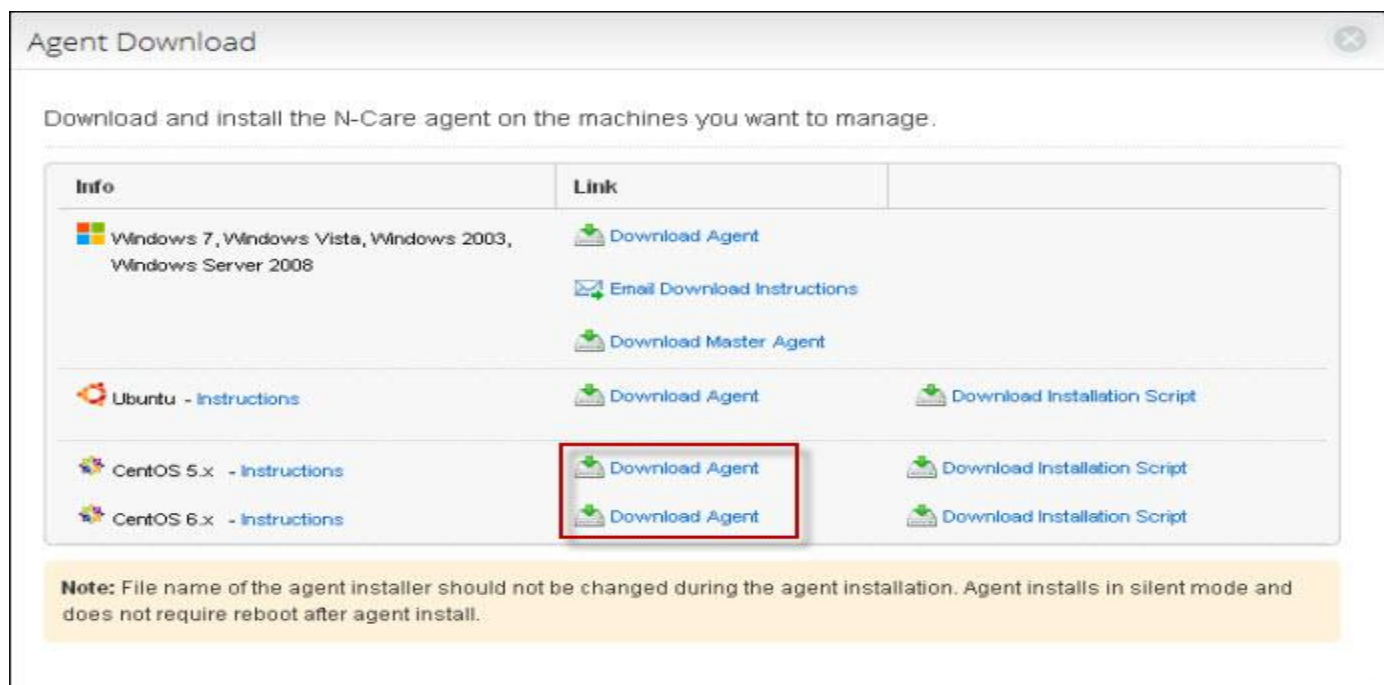 Agent Download
Download and install the N-Care agent on the machines you want to manage.
Info Link
Windows 7, Windows Vista, Windows 2003, Download Agent
Windows Server 2008
Email Download Instructions
Download Master Agent
Ubuntu - Instructions Download Agent Download Installation Script
CentOS 5.x - Instructions Download Agent Download Installation Script
CentOS 6.x - Instructions Download Agent Download Installation Script
Note: File name of the agent installer should not be changed during the agent installation. Agent installs in silent mode and
does not require reboot after agent install.